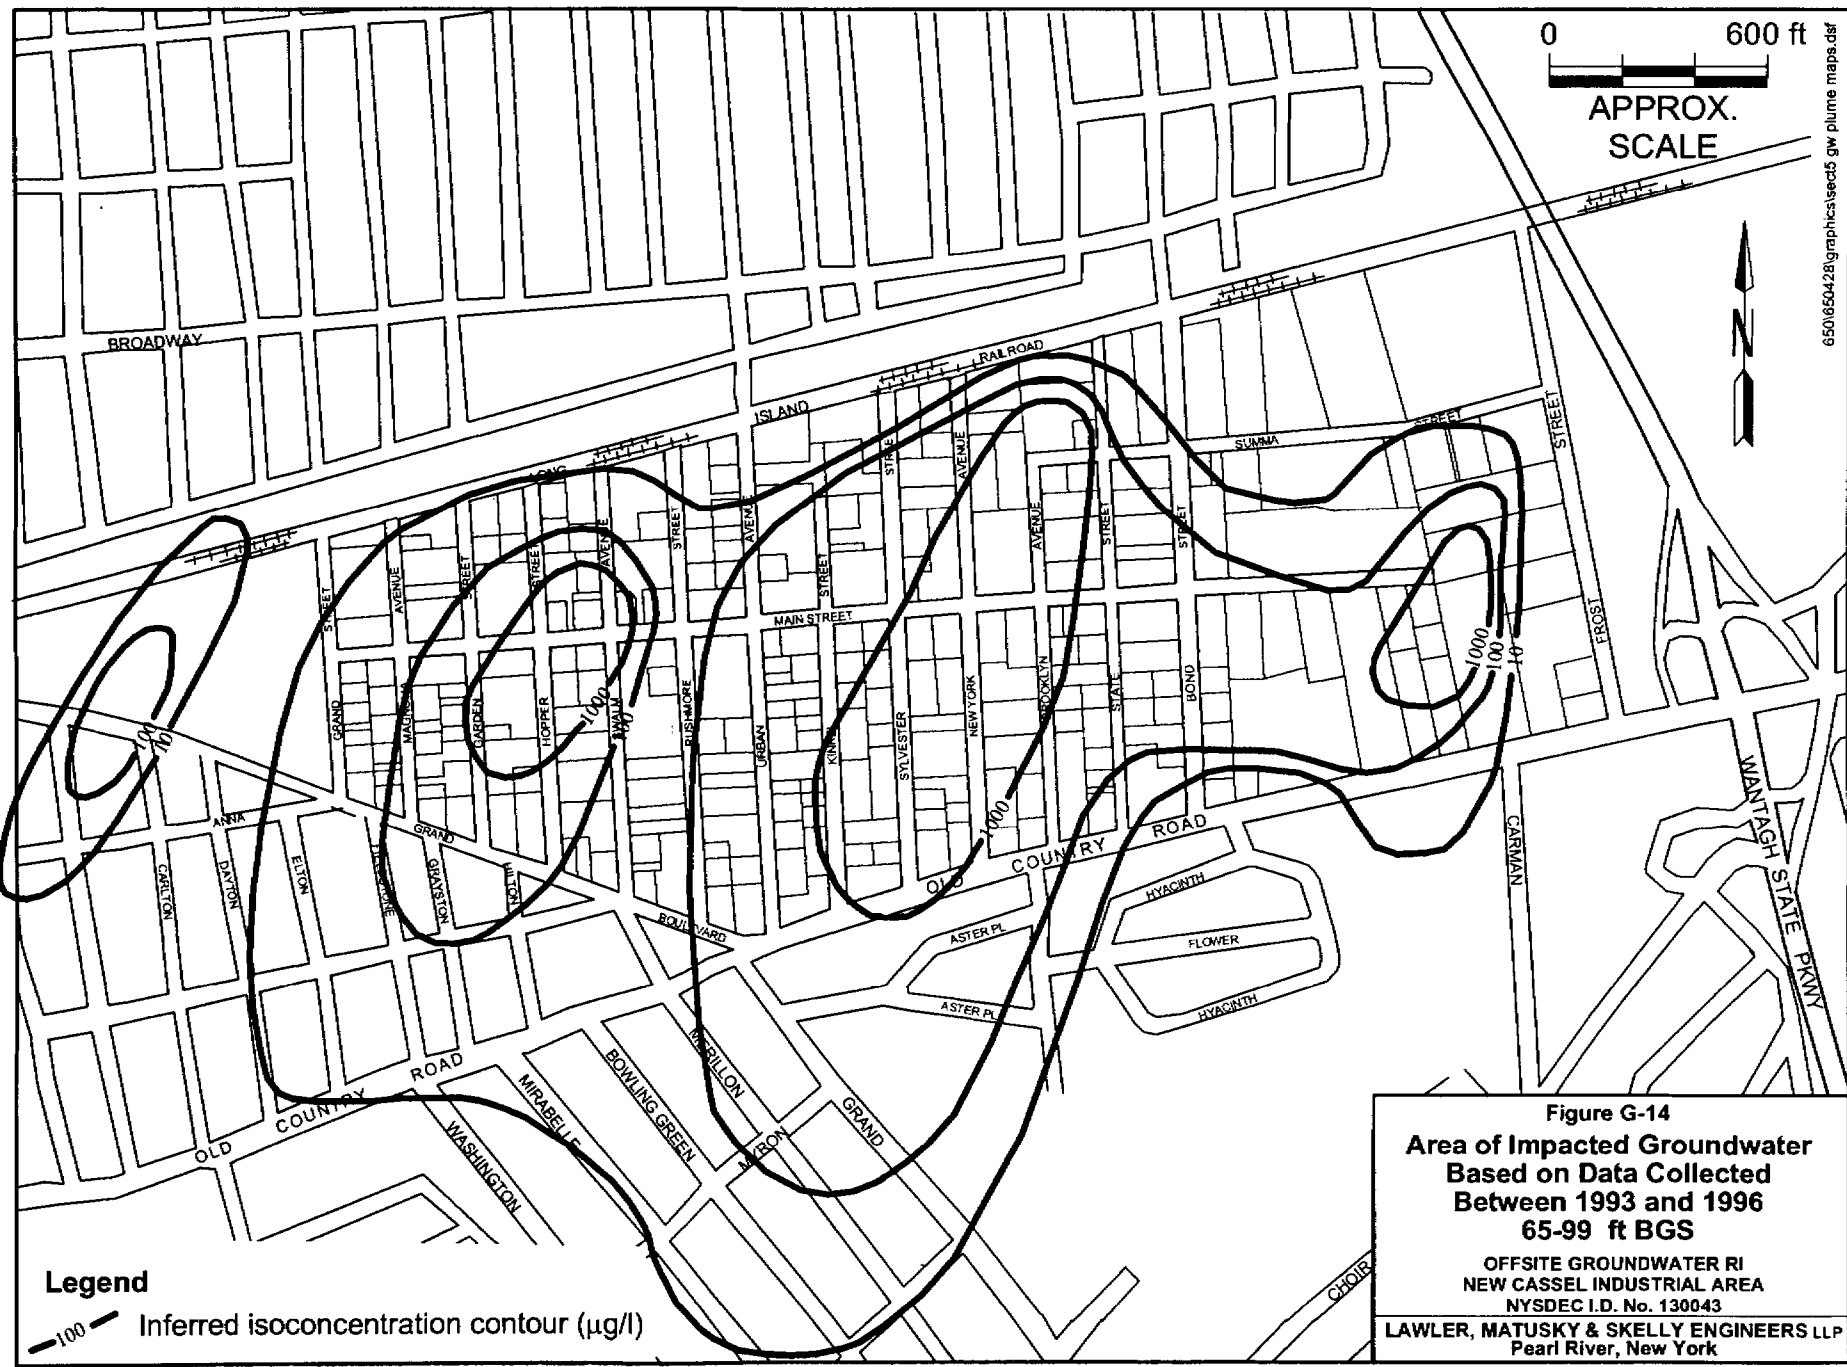 0 600 ft
APPROX.
SCALE
650\650428\graphics\sect5 gw plume maps.dsf
N
BROADWAY
LONG
ISLAND
RAILROAD
SUMMA
STREET
STREET
FROST
STREET
AVENUE
STREET
STREET
AVENUE
STREET
AVENUE
STREET
STREE
AVENUE
AVENUE
STREET
STREET
MAIN STREET
GRAND
MAGNOLIA
GARDEN
HOPPER
SWALM
RUSHMORE
URBAN
SYLVESTER
NEW YORK
BROOKLYN
STATE
BOND
1000
100
10
1000
100
1000
100
10
ANNA
GRAND
BOULEVARD
CARLTON
DAYTON
ELTON
GRAYSTON
HILTON
OLD
COUNTRY
ROAD
ASTER PL
ASTER PL
HYACINTH
FLOWER
HYACINTH
CARMAN
WANTAGH STATE PKWY
OLD
COUNTRY
ROAD
WASHINGTON
MIRABELLE
BOWLING GREEN
MERILLON
MYRON
GRAND
CHOIR
Legend
100 Inferred isoconcentration contour (µg/l)
Figure G-14
Area of Impacted Groundwater
Based on Data Collected
Between 1993 and 1996
65-99 ft BGS
OFFSITE GROUNDWATER RI
NEW CASSEL INDUSTRIAL AREA
NYSDEC I.D. No. 130043
LAWLER, MATUSKY & SKELLY ENGINEERS LLP
Pearl River, New York